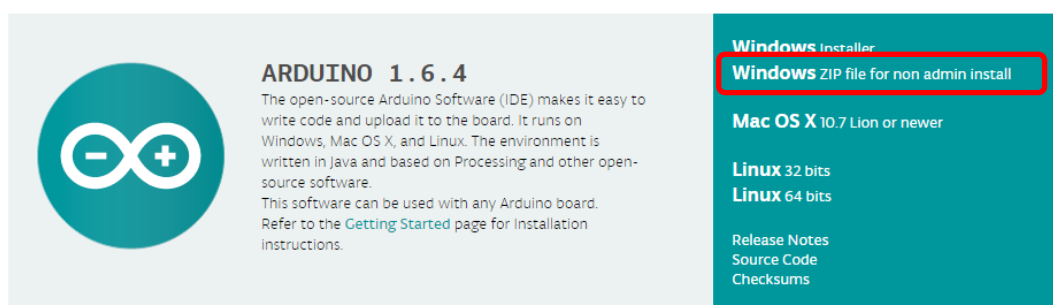 ARDUINO 1.6.4
The open-source Arduino Software (IDE) makes it easy to
write code and upload it to the board. It runs on
Windows, Mac OS X, and Linux. The environment is
written in Java and based on Processing and other open-
source software.
This software can be used with any Arduino board.
Refer to the Getting Started page for Installation
instructions.
Windows Installer
Windows ZIP file for non admin install
Mac OS X 10.7 Lion or newer
Linux 32 bits
Linux 64 bits
Release Notes
Source Code
Checksums